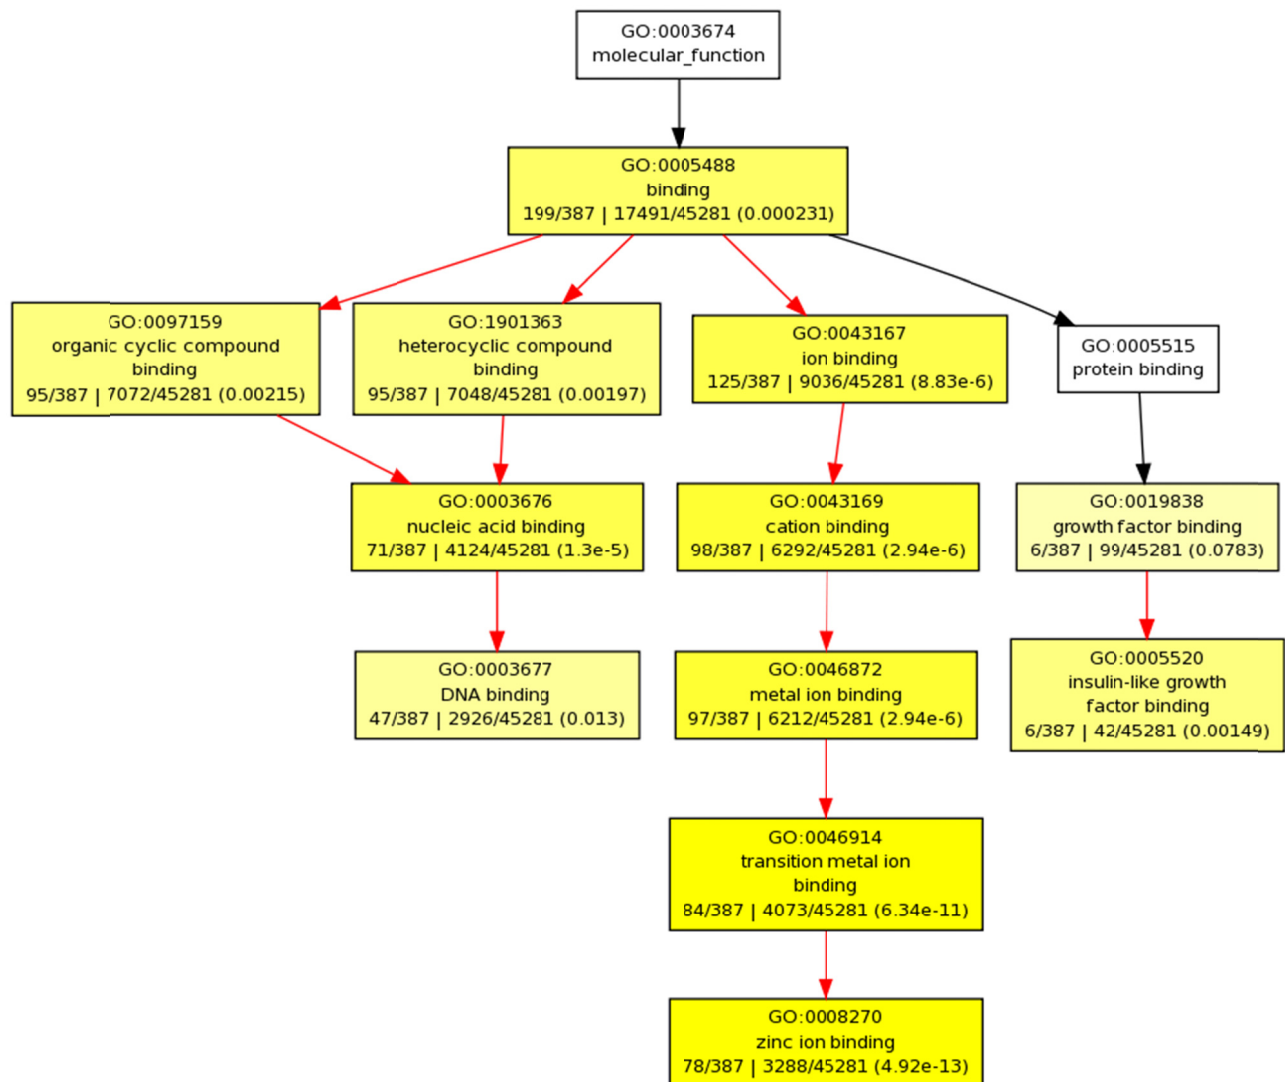 GO:0003674
molecular_function
GO:0005488
binding
199/387 | 17491/45281 (0.000231)
GO:0097159
organic cyclic compound
binding
95/387 | 7072/45281 (0.00215)
GO:1901363
heterocyclic compound
binding
95/387 | 7048/45281 (0.00197)
GO:0043167
ion binding
125/387 | 9036/45281 (8.83e-6)
GO:0005515
protein binding
GO:0003676
nucleic acid binding
71/387 | 4124/45281 (1.3e-5)
GO:0043169
cation binding
98/387 | 6292/45281 (2.94e-6)
GO:0019838
growth factor binding
6/387 | 99/45281 (0.0783)
GO:0003677
DNA binding
47/387 | 2926/45281 (0.013)
GO:0046872
metal ion binding
97/387 | 6212/45281 (2.94e-6)
GO:0005520
insulin-like growth
factor binding
6/387 | 42/45281 (0.00149)
GO:0046914
transition metal ion
binding
84/387 | 4073/45281 (6.34e-11)
GO:0008270
zinc ion binding
78/387 | 3288/45281 (4.92e-13)